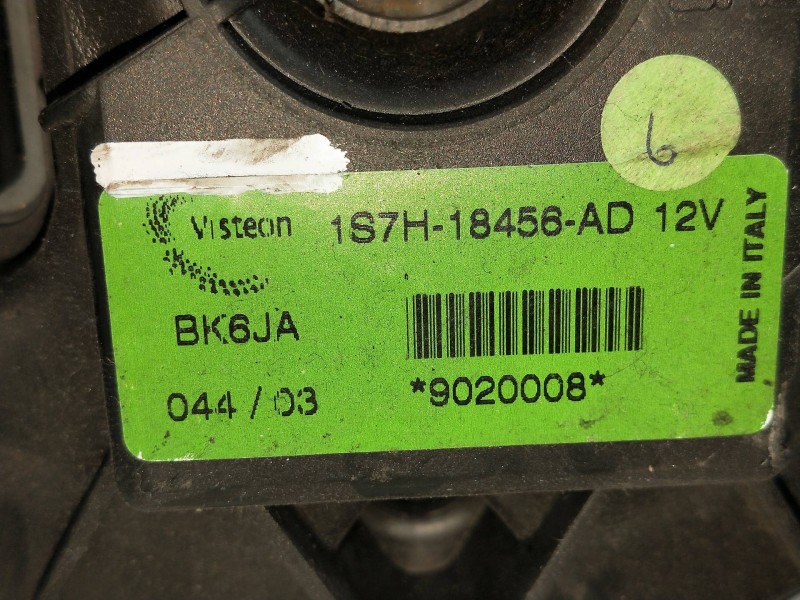 6
Visteon 1S7H-18456-AD 12V
BK6JA
044 / 03
*9020008*
MADE IN ITALY